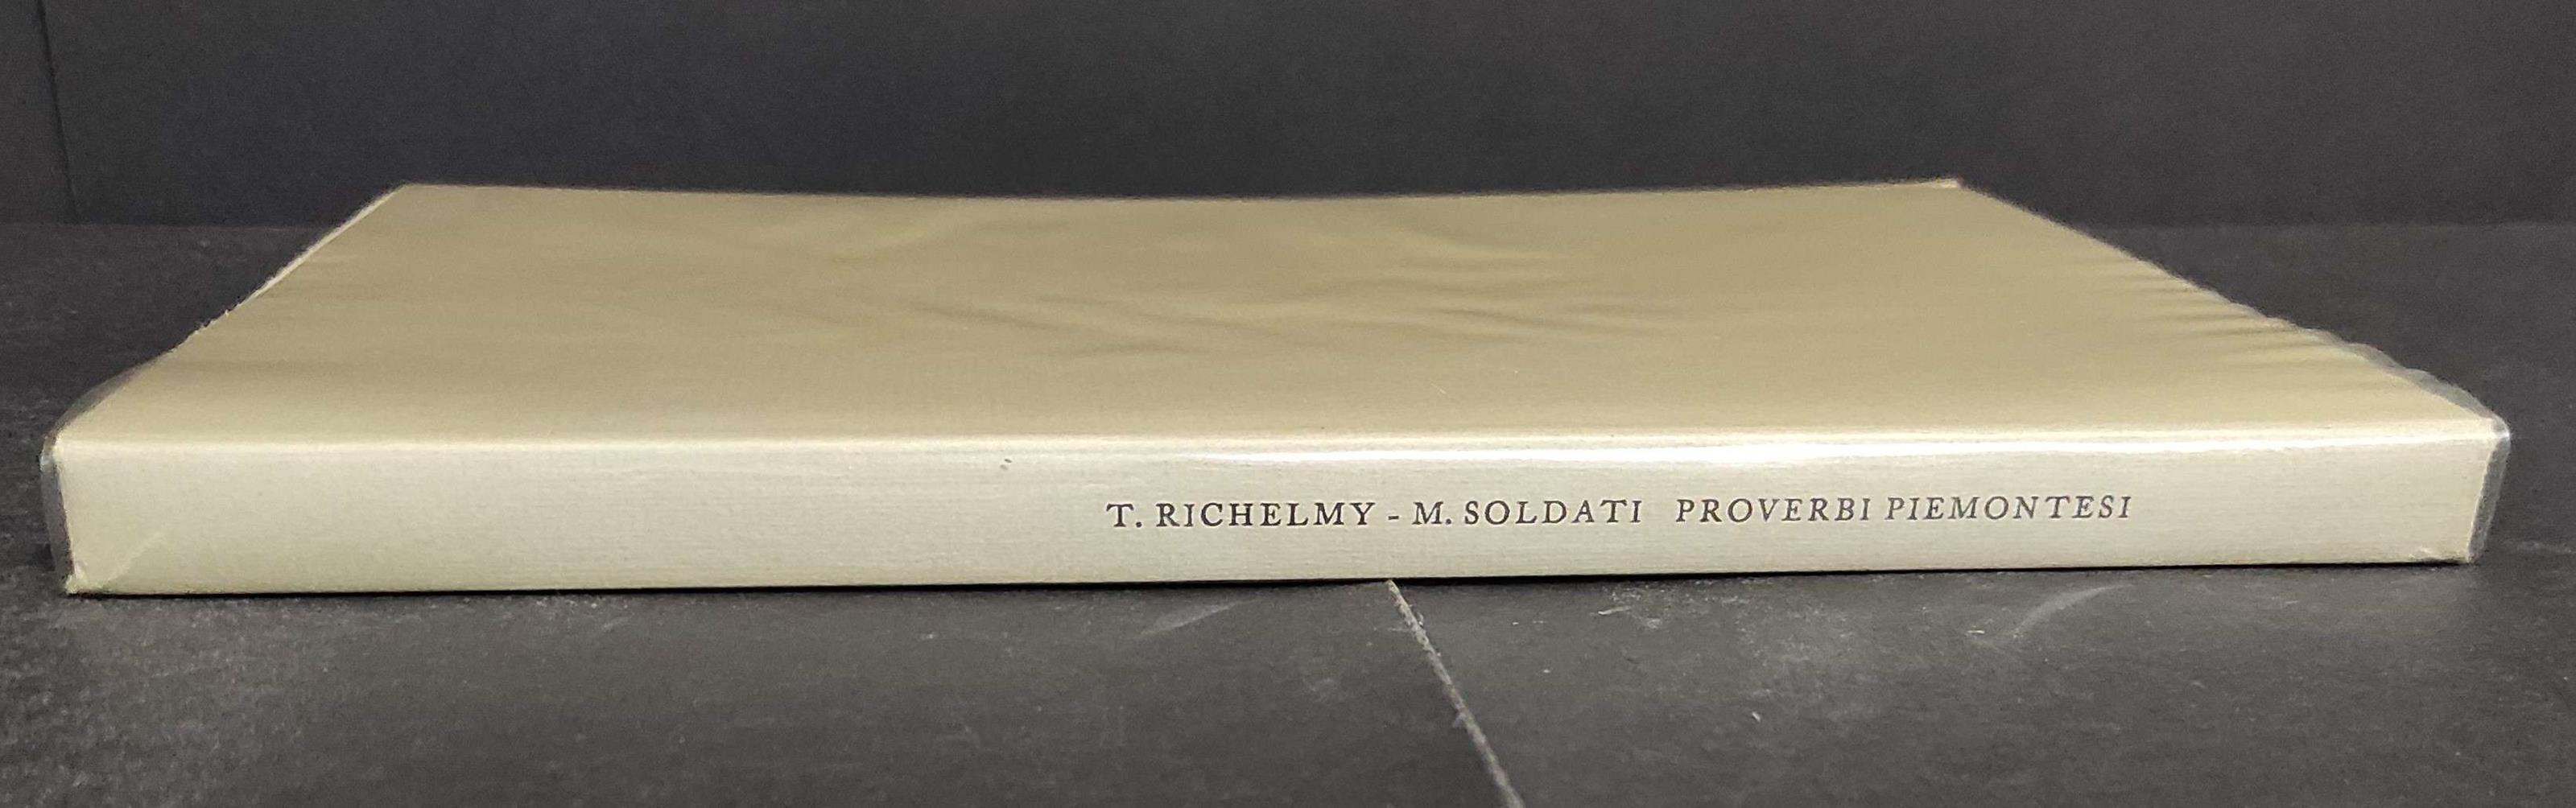 T. RICHELMY - M. SOLDATI PROVERBI PIEMONTESI